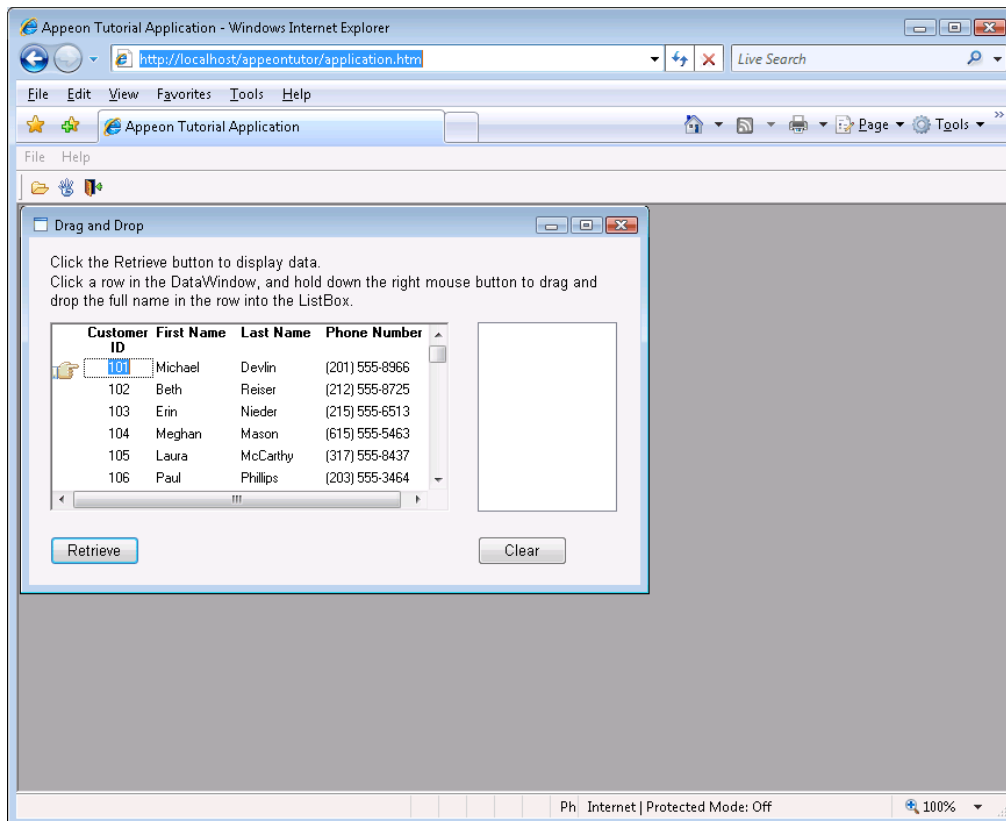 Appeon Tutorial Application - Windows Internet Explorer
http://localhost/appeontutor/application.htm
Live Search
File Edit View Favorites Tools Help
Appeon Tutorial Application
Page Tools »
File Help
Drag and Drop
Click the Retrieve button to display data.
Click a row in the DataWindow, and hold down the right mouse button to drag and
drop the full name in the row into the ListBox.
Customer First Name Last Name Phone Number
ID
101 Michael Devlin (201) 555-8966
102 Beth Reiser (212) 555-8725
103 Erin Nieder (215) 555-6513
104 Meghan Mason (615) 555-5463
105 Laura McCarthy (317) 555-8437
106 Paul Phillips (203) 555-3464
Retrieve Clear
Ph Internet | Protected Mode: Off 100%